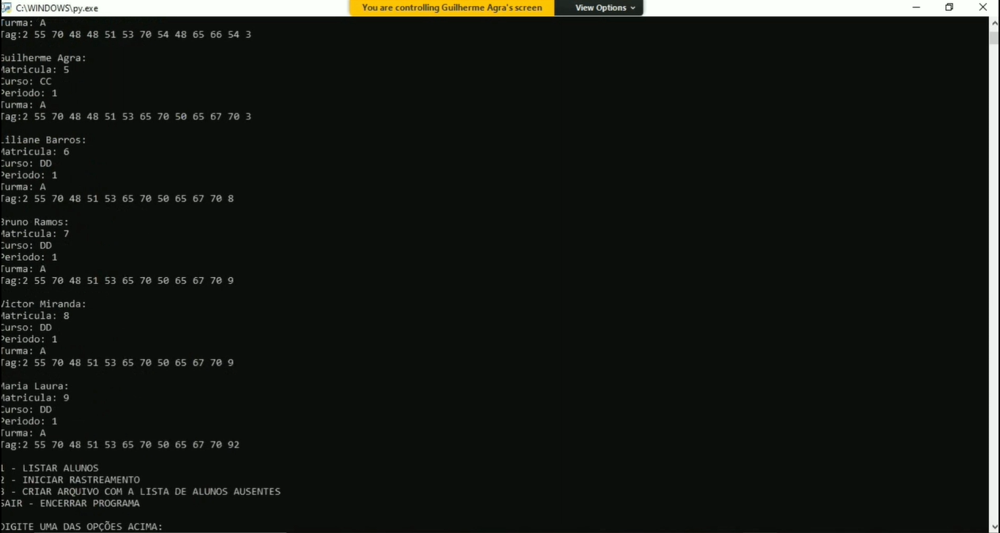 C:\WINDOWS\py.exe
You are controlling Guilherme Agra's screen
View Options
Turma: A
Tag:2 55 70 48 48 51 53 70 54 48 65 66 54 3
Guilherme Agra:
Matricula: 5
Curso: CC
Periodo: 1
Turma: A
Tag:2 55 70 48 48 51 53 65 70 50 65 67 70 3
Liliane Barros:
Matricula: 6
Curso: DD
Periodo: 1
Turma: A
Tag:2 55 70 48 51 53 65 70 50 65 67 70 8
Bruno Ramos:
Matricula: 7
Curso: DD
Periodo: 1
Turma: A
Tag:2 55 70 48 51 53 65 70 50 65 67 70 9
Victor Miranda:
Matricula: 8
Curso: DD
Periodo: 1
Turma: A
Tag:2 55 70 48 51 53 65 70 50 65 67 70 9
Maria Laura:
Matricula: 9
Curso: DD
Periodo: 1
Turma: A
Tag:2 55 70 48 51 53 65 70 50 65 67 70 92
1 - LISTAR ALUNOS
2 - INICIAR RASTREAMENTO
3 - CRIAR ARQUIVO COM A LISTA DE ALUNOS AUSENTES
SAIR - ENCERRAR PROGRAMA
DIGITE UMA DAS OPÇÕES ACIMA: